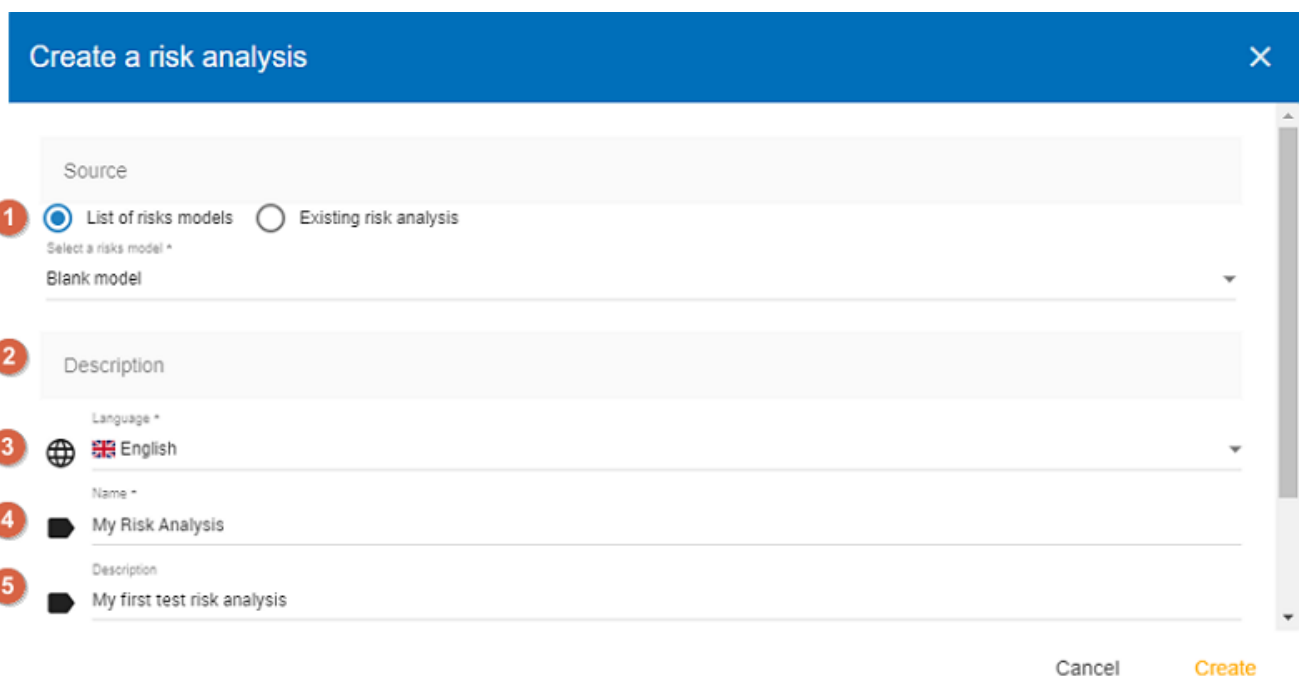 Create a risk analysis
Source
1 List of risks models Existing risk analysis
Select a risks model *
Blank model
2 Description
Language *
3 English
Name *
4 My Risk Analysis
Description
5 My first test risk analysis
Cancel Create